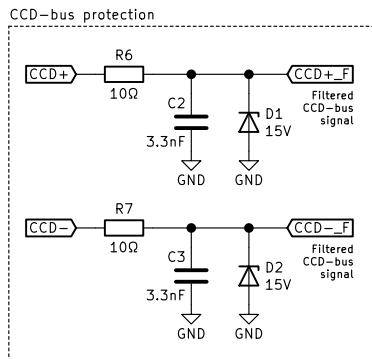 CCD-bus protection
R6
CCD+
CCD+_F
10Ω
C2
3.3nF
D1
15V
Filtered
CCD-bus
signal
GND
GND
R7
CCD-
CCD-_F
10Ω
C3
3.3nF
D2
15V
Filtered
CCD-bus
signal
GND
GND